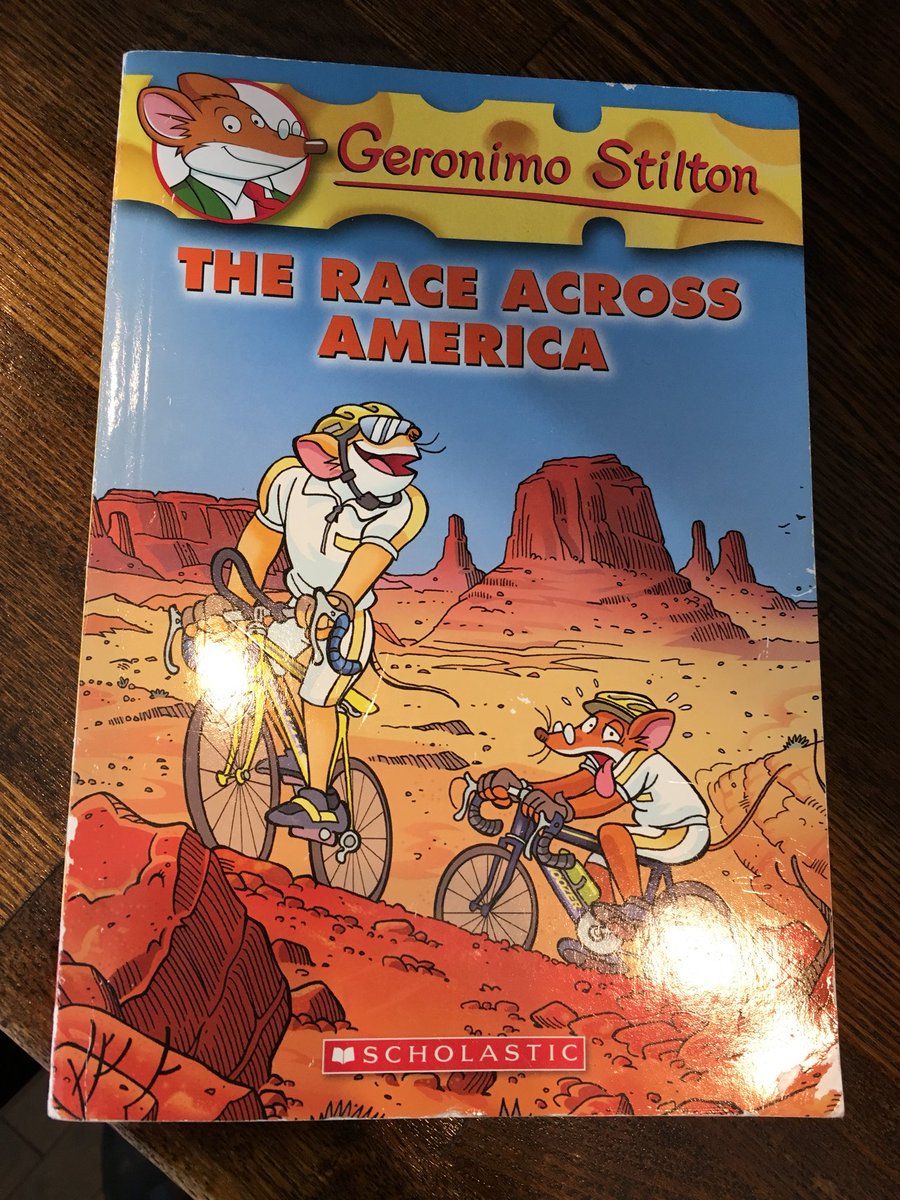 Geronimo Stilton
THE RACE ACROSS
AMERICA
SCHOLASTIC